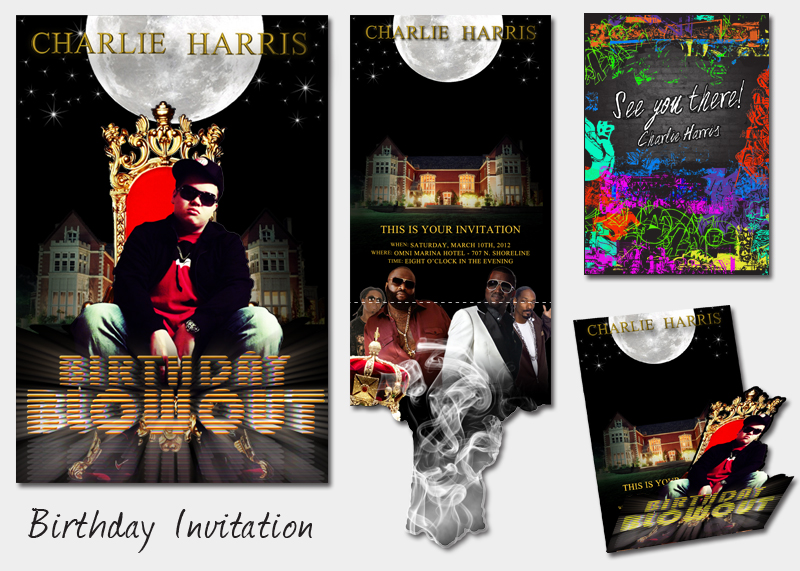 CHARLIE HARRIS
BIRTHDAY
BLOWOUT
Birthday Invitation
CHARLIE HARRIS
THIS IS YOUR INVITATION
WHEN: SATURDAY, MARCH 10TH, 2012
WHERE: OMNI MARINA HOTEL - 707 N. SHORELINE
TIME: EIGHT O'CLOCK IN THE EVENING
See you there!
Charlie Harris
CHARLIE HARRIS
THIS IS YOUR
BIRTHDAY
BLOWOUT